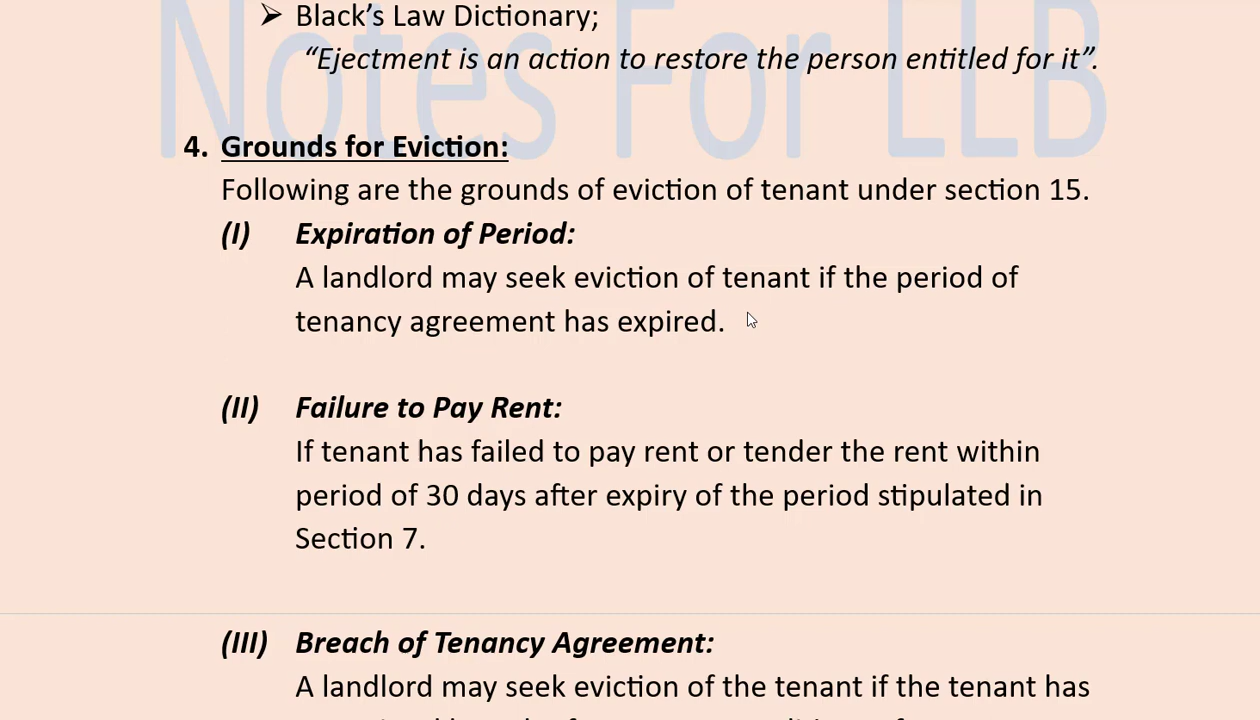 ➢ Black’s Law Dictionary;
“Ejectment is an action to restore the person entitled for it”.
Notes For LLB
4. Grounds for Eviction:
Following are the grounds of eviction of tenant under section 15.
(I) Expiration of Period:
A landlord may seek eviction of tenant if the period of
tenancy agreement has expired.
(II) Failure to Pay Rent:
If tenant has failed to pay rent or tender the rent within
period of 30 days after expiry of the period stipulated in
Section 7.
(III) Breach of Tenancy Agreement:
A landlord may seek eviction of the tenant if the tenant has